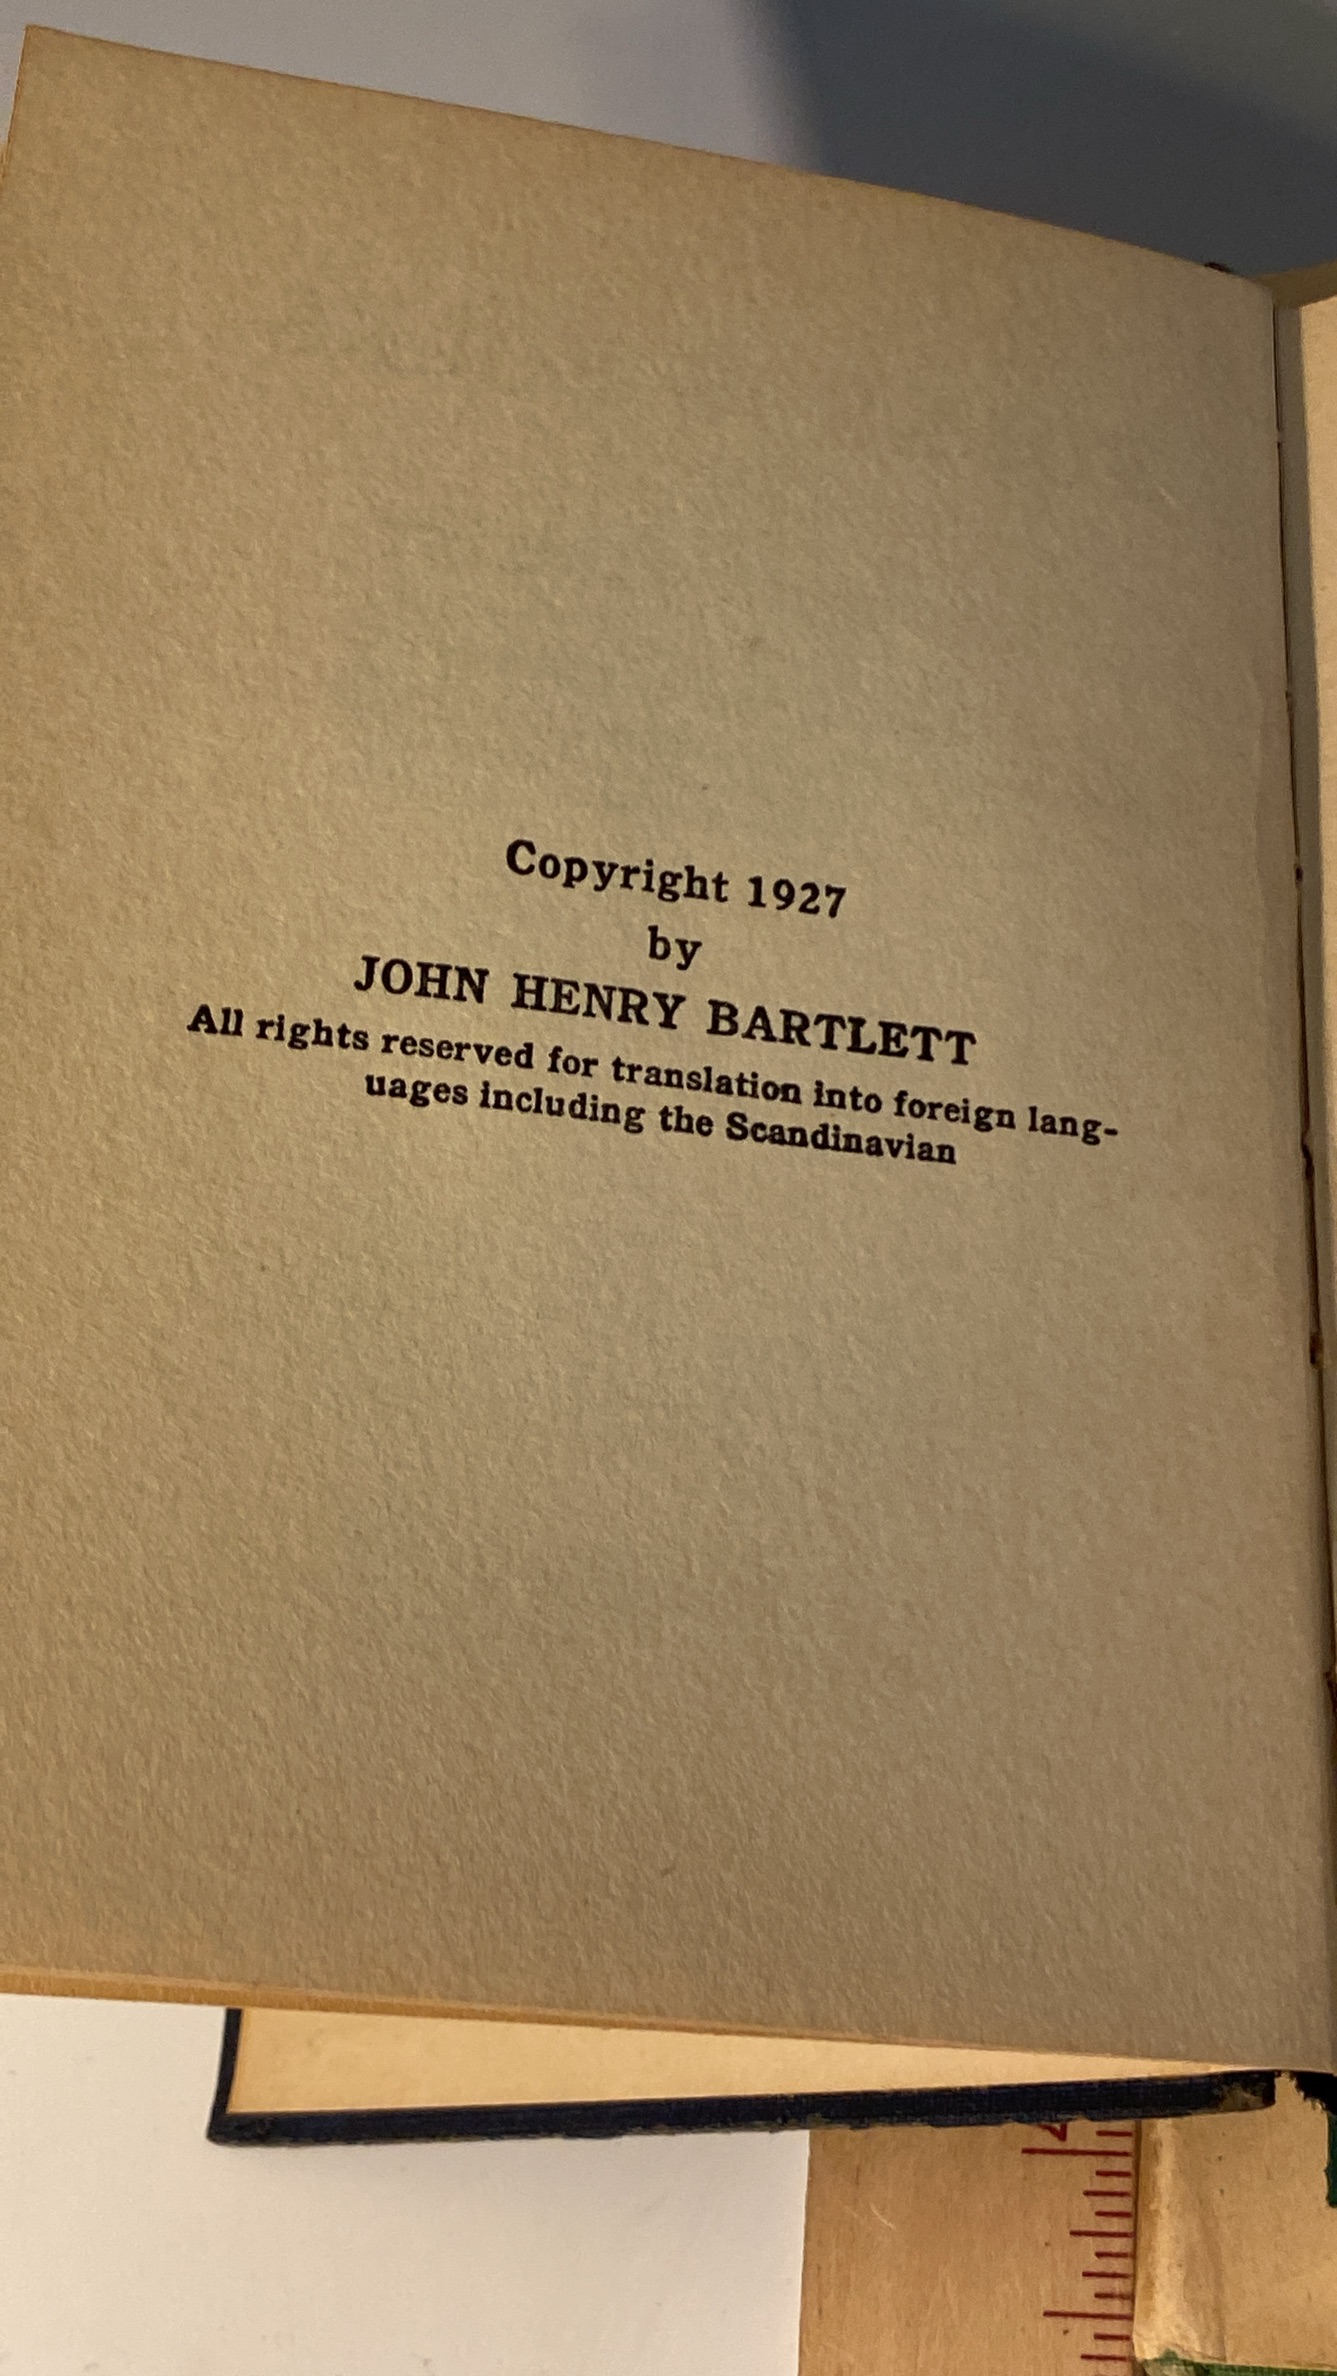 Copyright 1927
by
JOHN HENRY BARTLETT
All rights reserved for translation into foreign lang-
uages including the Scandinavian